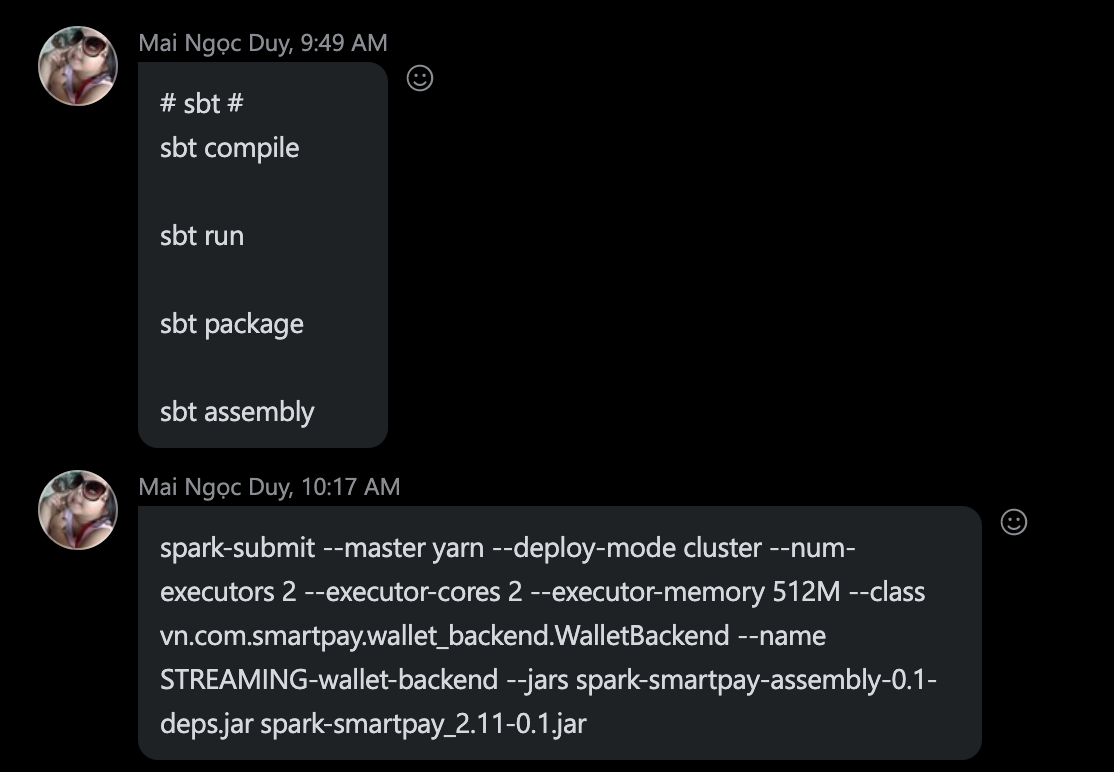 Mai Ngọc Duy, 9:49 AM
# sbt #
sbt compile
sbt run
sbt package
sbt assembly
Mai Ngọc Duy, 10:17 AM
spark-submit --master yarn --deploy-mode cluster --num-
executors 2 --executor-cores 2 --executor-memory 512M --class
vn.com.smartpay.wallet_backend.WalletBackend --name
STREAMING-wallet-backend --jars spark-smartpay-assembly-0.1-
deps.jar spark-smartpay_2.11-0.1.jar